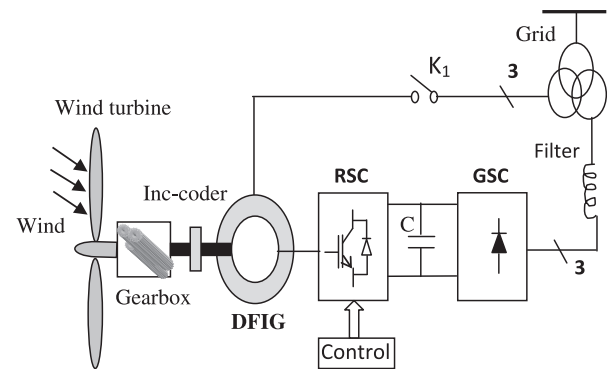 Grid
K1
3
Wind turbine
Filter
Inc-coder
RSC
GSC
Wind
C
3
Gearbox
DFIG
Control